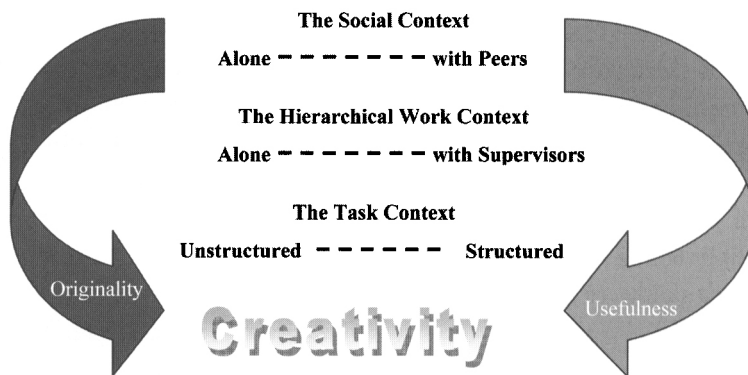 The Social Context
Alone - - - - - - - with Peers
The Hierarchical Work Context
Alone - - - - - - - with Supervisors
The Task Context
Unstructured - - - - - - Structured
Originality
Usefulness
Creativity